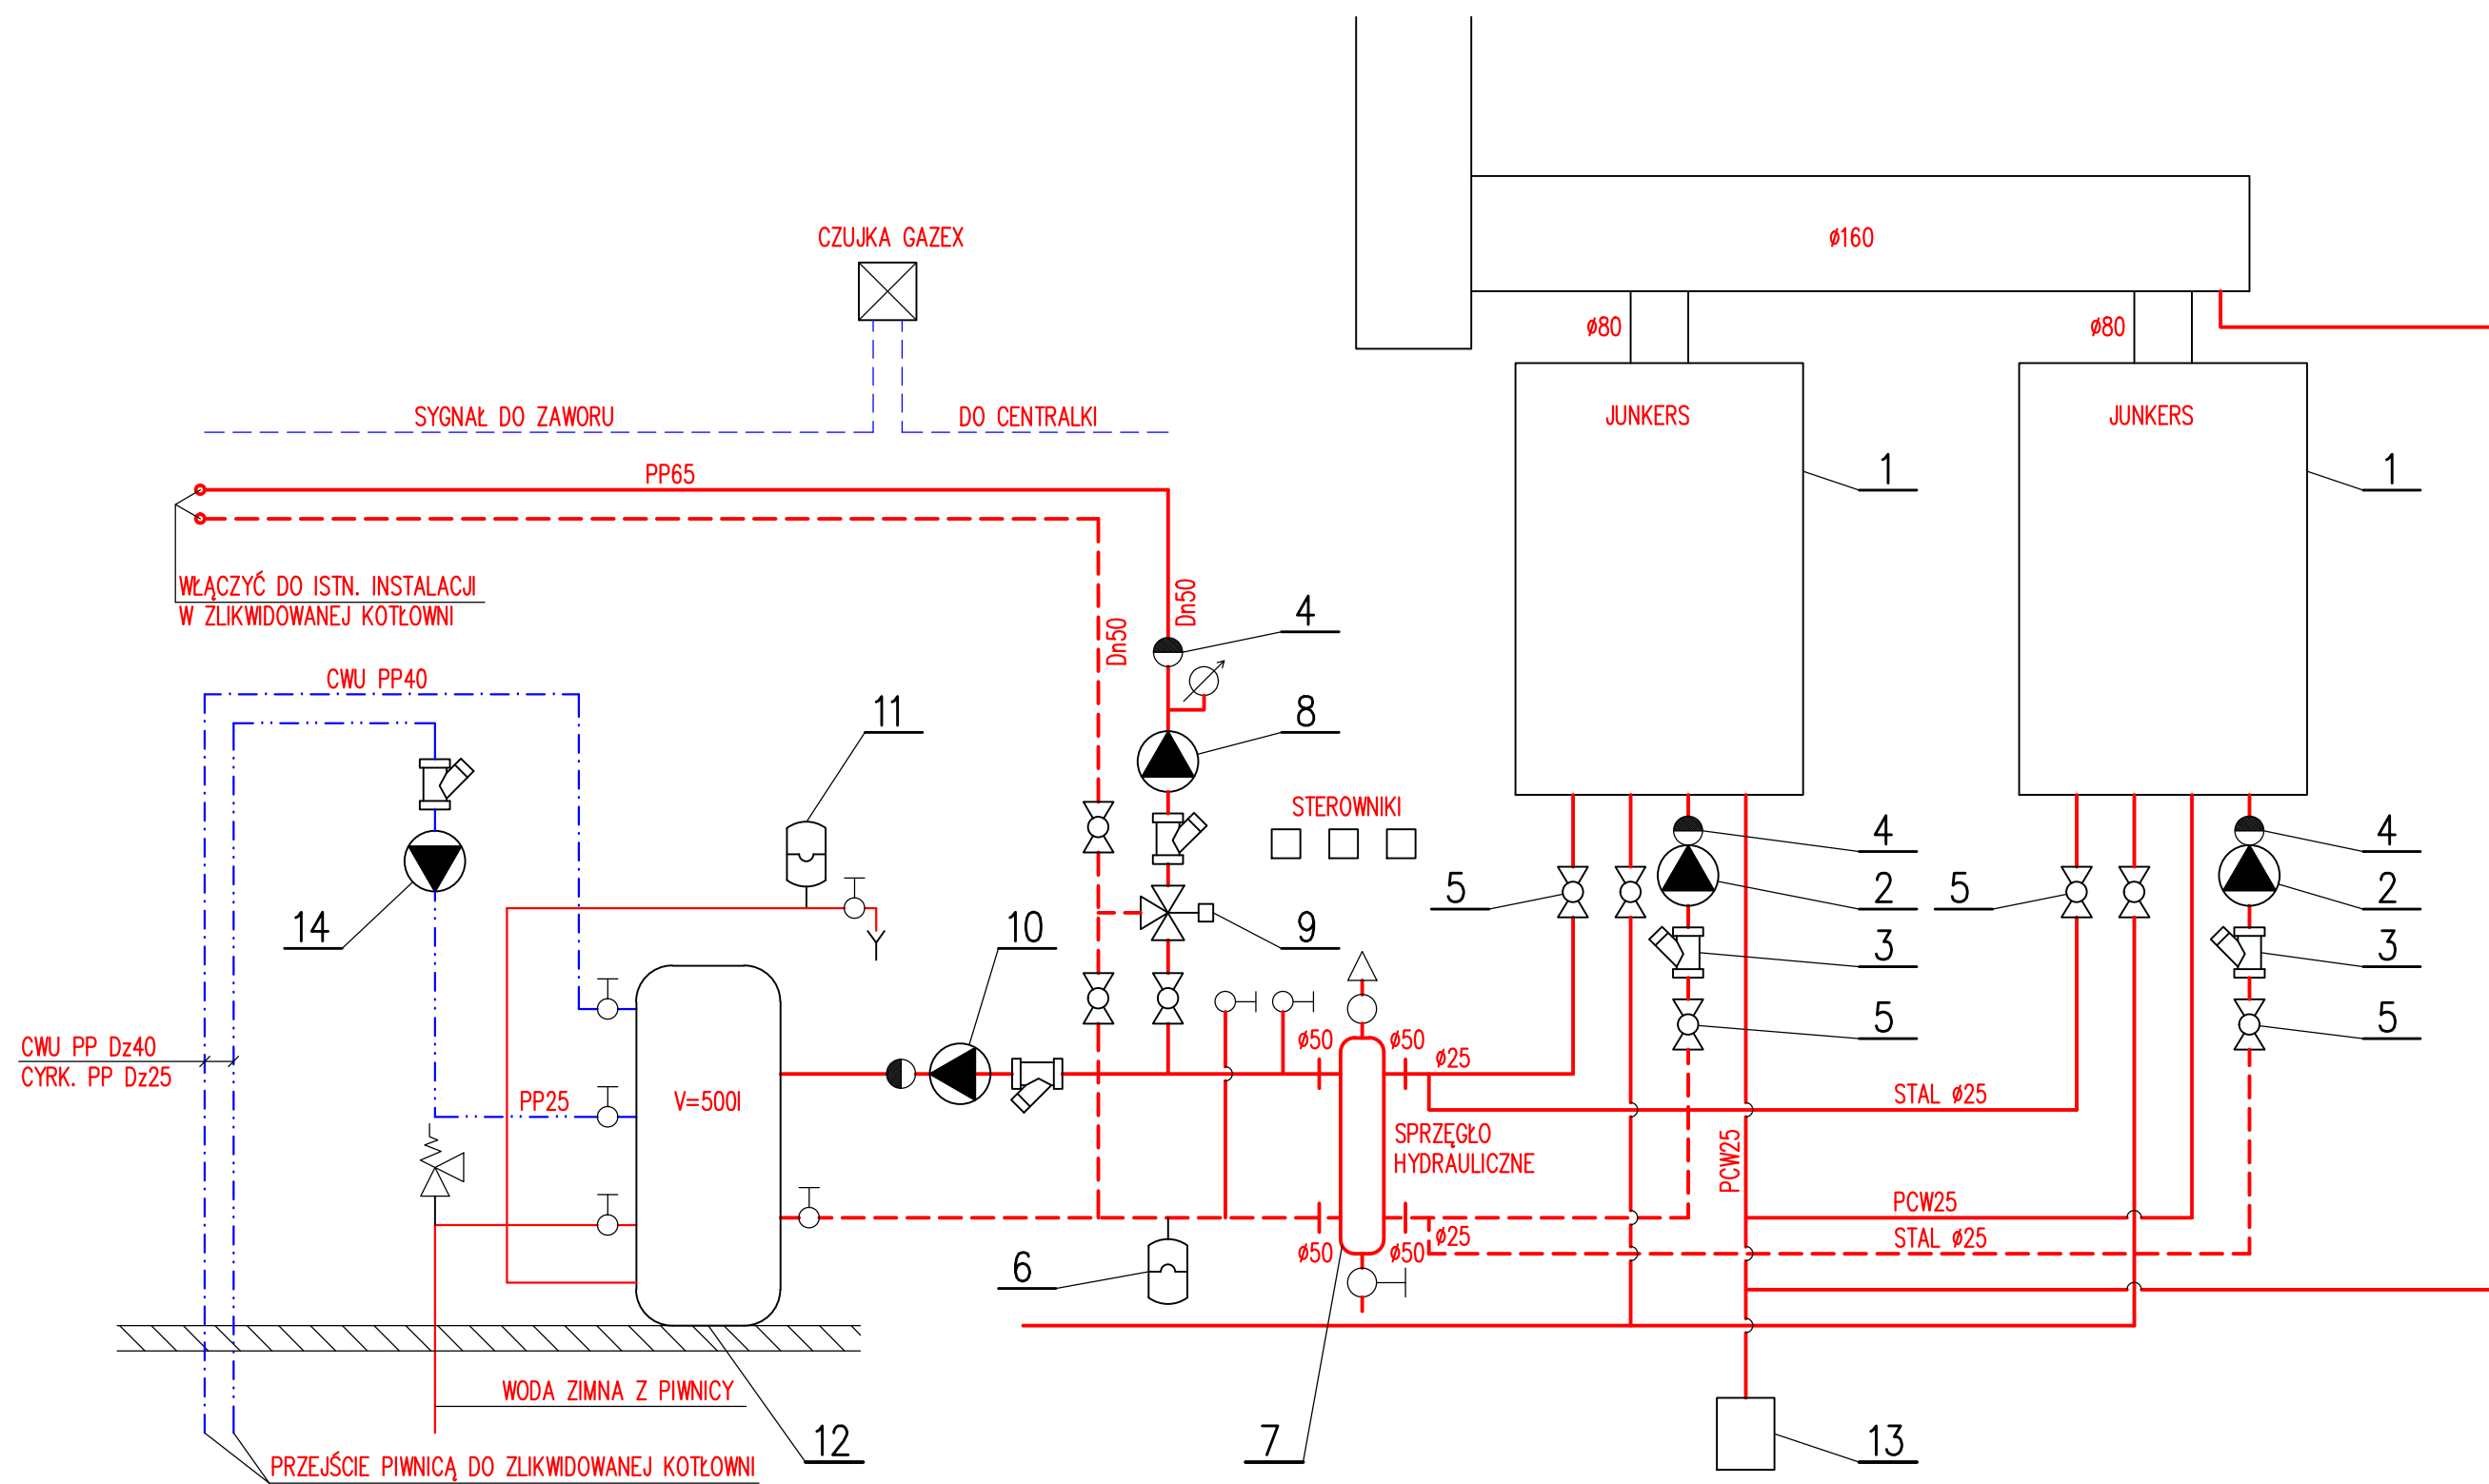 CZUJKA GAZEX
ø160
ø80
ø80
SYGNAŁ DO ZAWORU
DO CENTRALKI
JUNKERS
JUNKERS
1
1
PP65
WŁĄCZYĆ DO ISTN. INSTALACJI
W ZLIKWIDOWANEJ KOTŁOWNI
Dn50
Dn50
4
CWU PP40
11
8
STEROWNIKI
4
4
5
2
5
2
14
10
9
3
3
5
5
CWU PP Dz40
CYRK. PP Dz25
PP25
V=500l
ø50
ø50
ø25
STAL ø25
SPRZĘGŁO
HYDRAULICZNE
PCW25
PCW25
STAL ø25
6
ø50
ø50
ø25
WODA ZIMNA Z PIWNICY
12
7
13
PRZEJŚCIE PIWNICĄ DO ZLIKWIDOWANEJ KOTŁOWNI